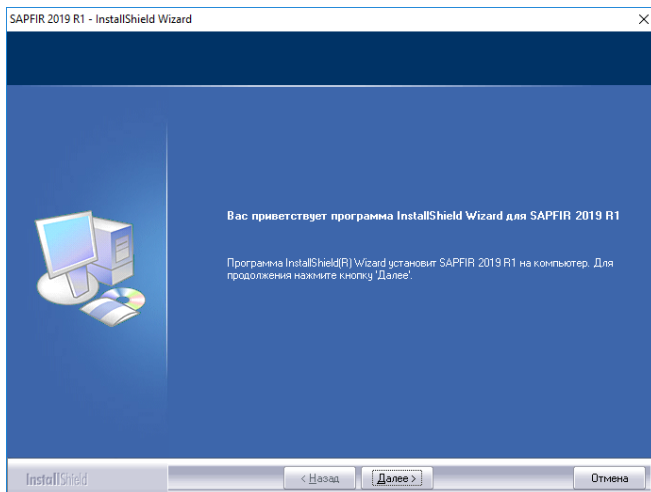 SAPFIR 2019 R1 - InstallShield Wizard
Вас приветствует программа InstallShield Wizard для SAPFIR 2019 R1
Программа InstallShield(R) Wizard установит SAPFIR 2019 R1 на компьютер. Для
продолжения нажмите кнопку 'Далее'.
InstallShield
< Назад
Далее >
Отмена